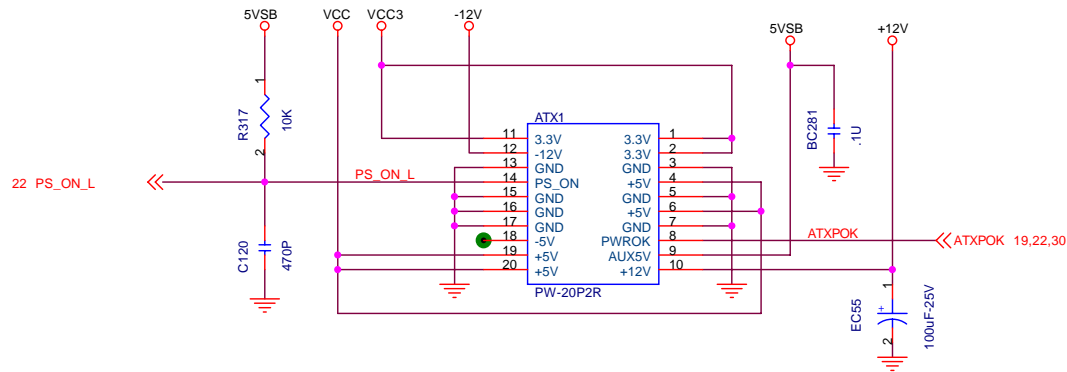 5VSB VCC VCC3 -12V 5VSB +12V
1
R317
10K
2
BC281
.1U
ATX1
11 3.3V 3.3V 1
12 -12V 3.3V 2
13 GND GND 3
22 PS_ON_L PS_ON_L 14 PS_ON +5V 4
15 GND GND 5
16 GND +5V 6
17 GND GND 7
18 -5V PWROK 8 ATXPOK ATXPOK 19,22,30
19 +5V AUX5V 9
20 +5V +12V 10
PW-20P2R
C120
470P
1
+
EC55
100uF-25V
2